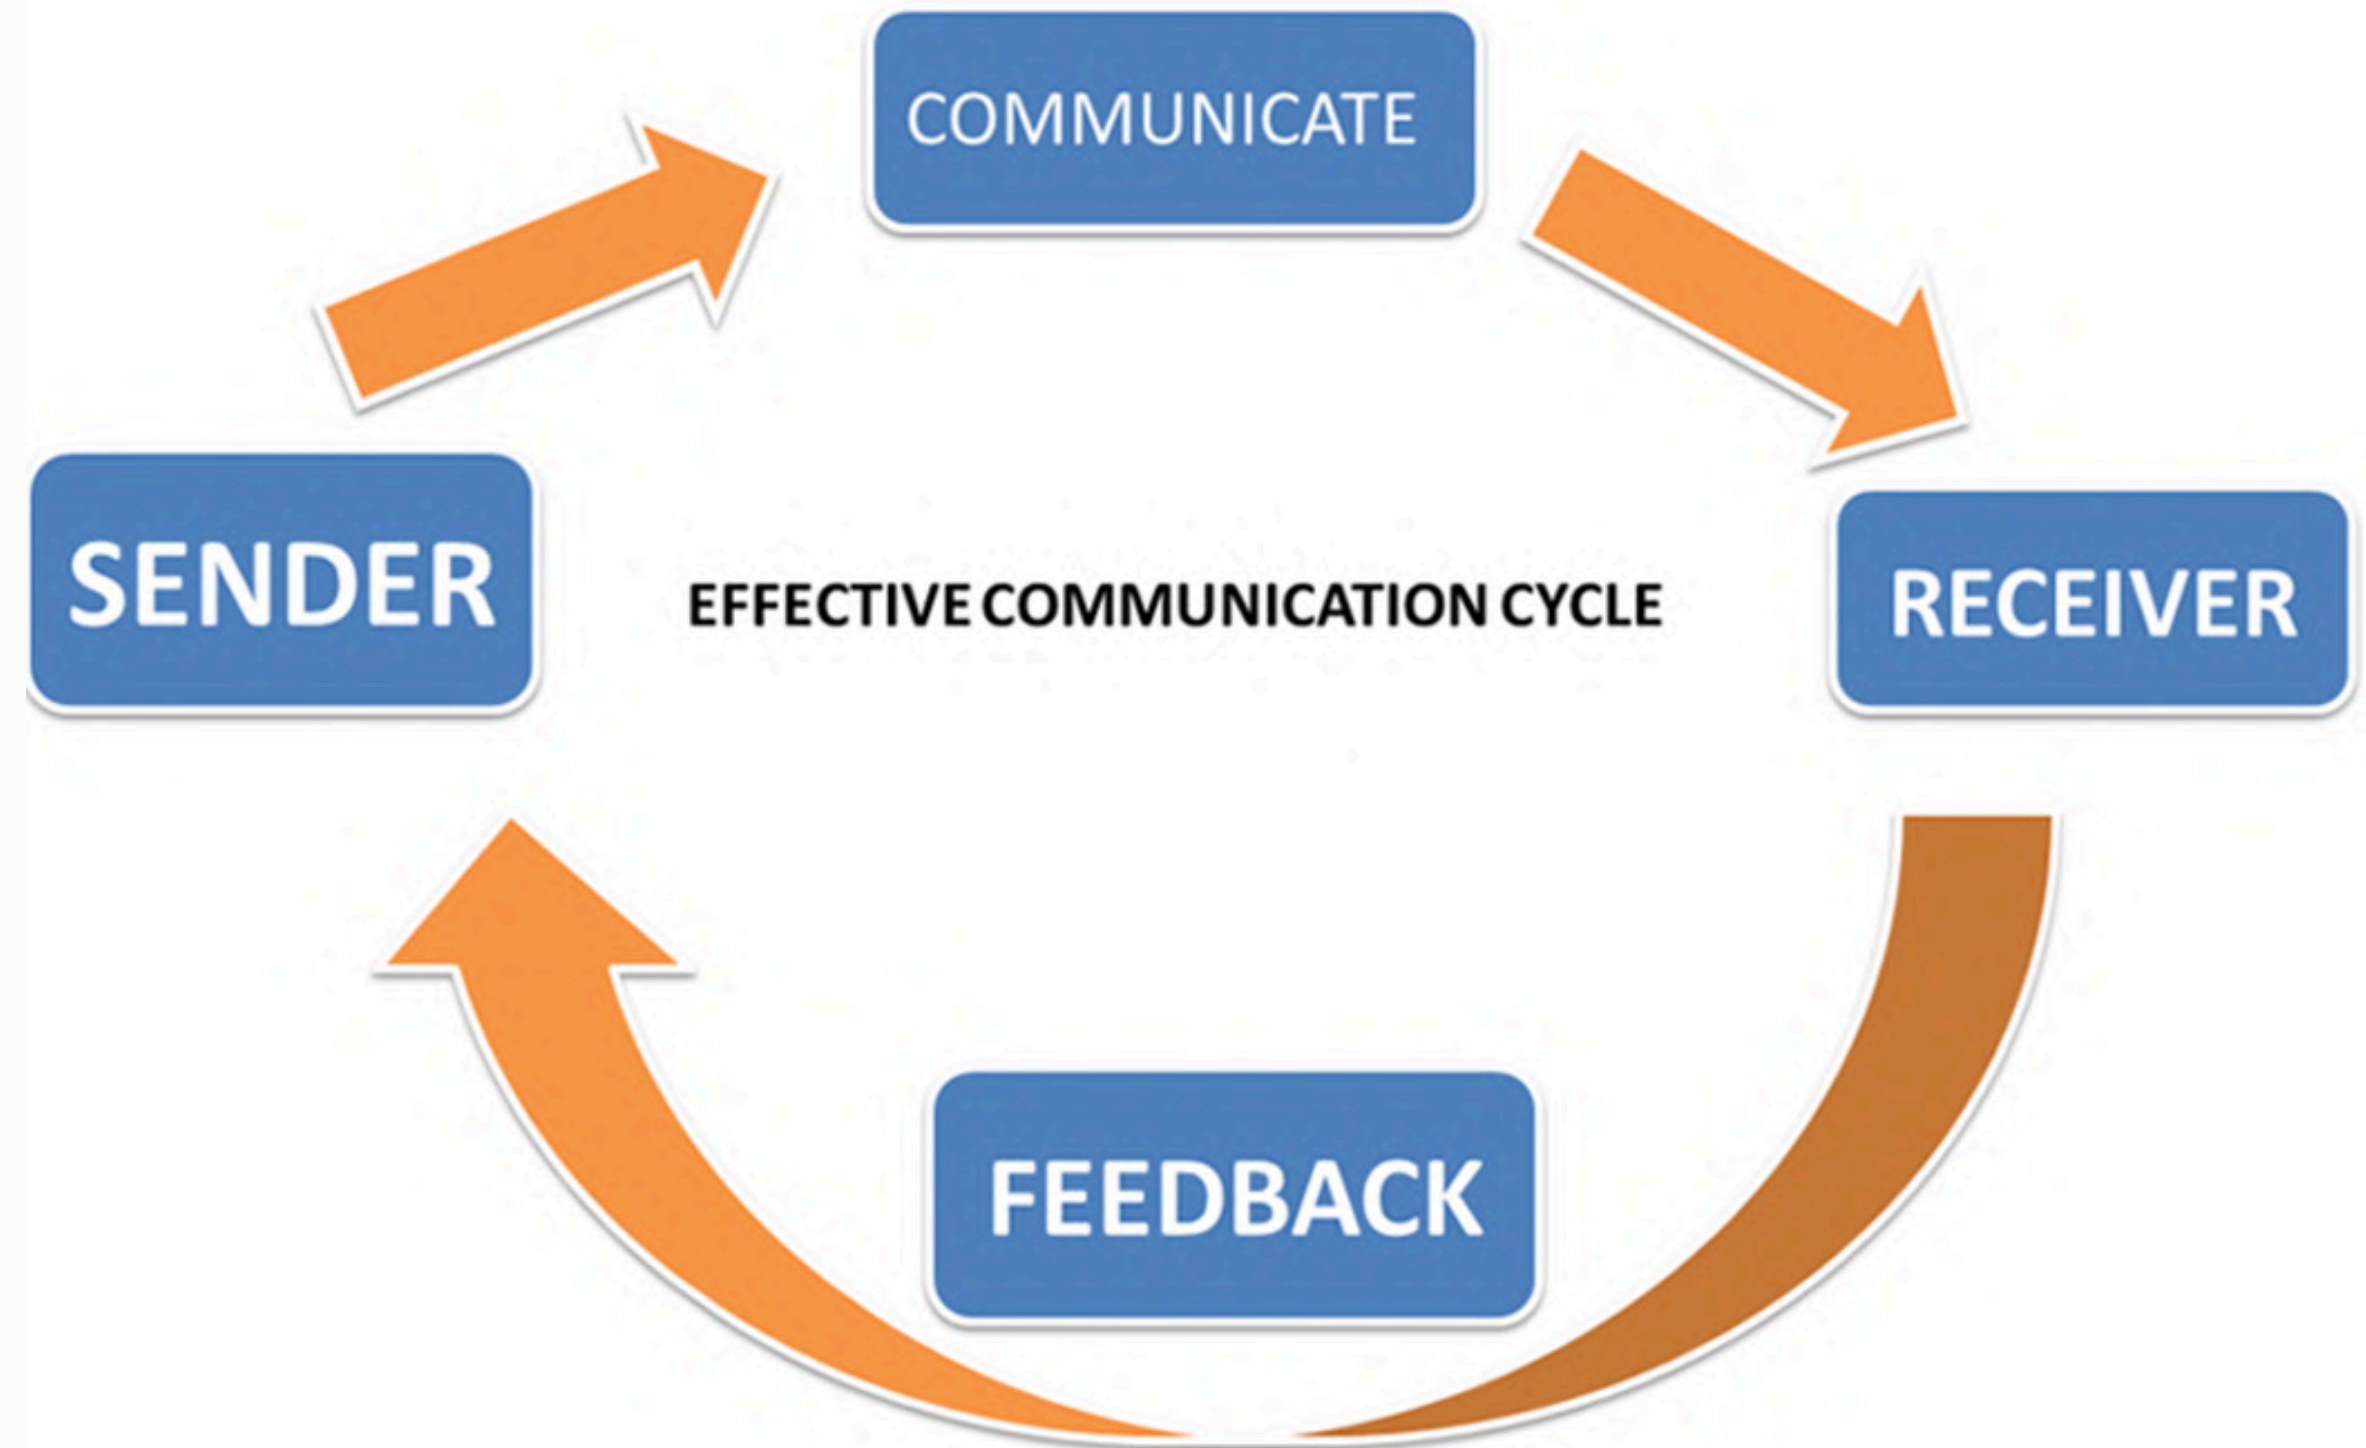 COMMUNICATE
SENDER
EFFECTIVE COMMUNICATION CYCLE
RECEIVER
FEEDBACK